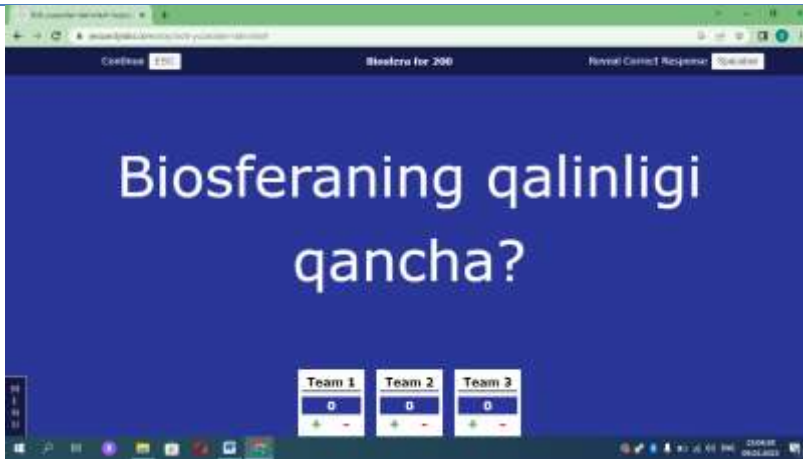 Continue ESC
Biosfera for 200
Reveal Correct Response Spacebar
Biosferaning qalinligi
qancha?
MENU
Team 1 Team 2 Team 3
0 0 0
+ - + - + -